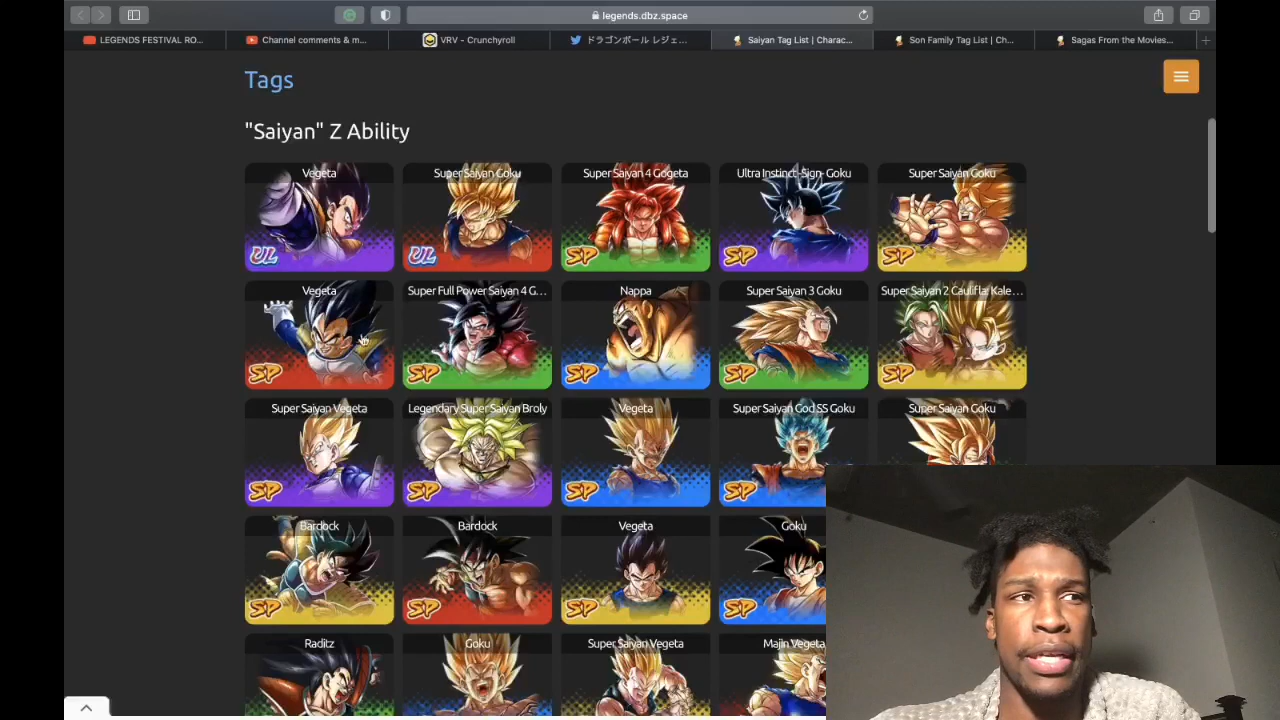 legends.dbz.space
LEGENDS FESTIVAL RO...
Channel comments & m...
VRV - Crunchyroll
ドラゴンボール レジェ...
Saiyan Tag List | Charac...
Son Family Tag List | Ch...
Sagas From the Movies...
Tags
"Saiyan" Z Ability
Vegeta
Super Saiyan Goku
Super Saiyan 4 Gogeta
Ultra Instinct -Sign- Goku
Super Saiyan Goku
UL
UL
SP
SP
SP
Vegeta
Super Full Power Saiyan 4 G...
Nappa
Super Saiyan 3 Goku
Super Saiyan 2 Caulifla: Kale...
SP
SP
SP
SP
SP
Super Saiyan Vegeta
Legendary Super Saiyan Broly
Vegeta
Super Saiyan God SS Goku
Super Saiyan Goku
SP
SP
SP
SP
Bardock
Bardock
Vegeta
Goku
SP
SP
SP
SP
Raditz
Goku
Super Saiyan Vegeta
Majin Vegeta